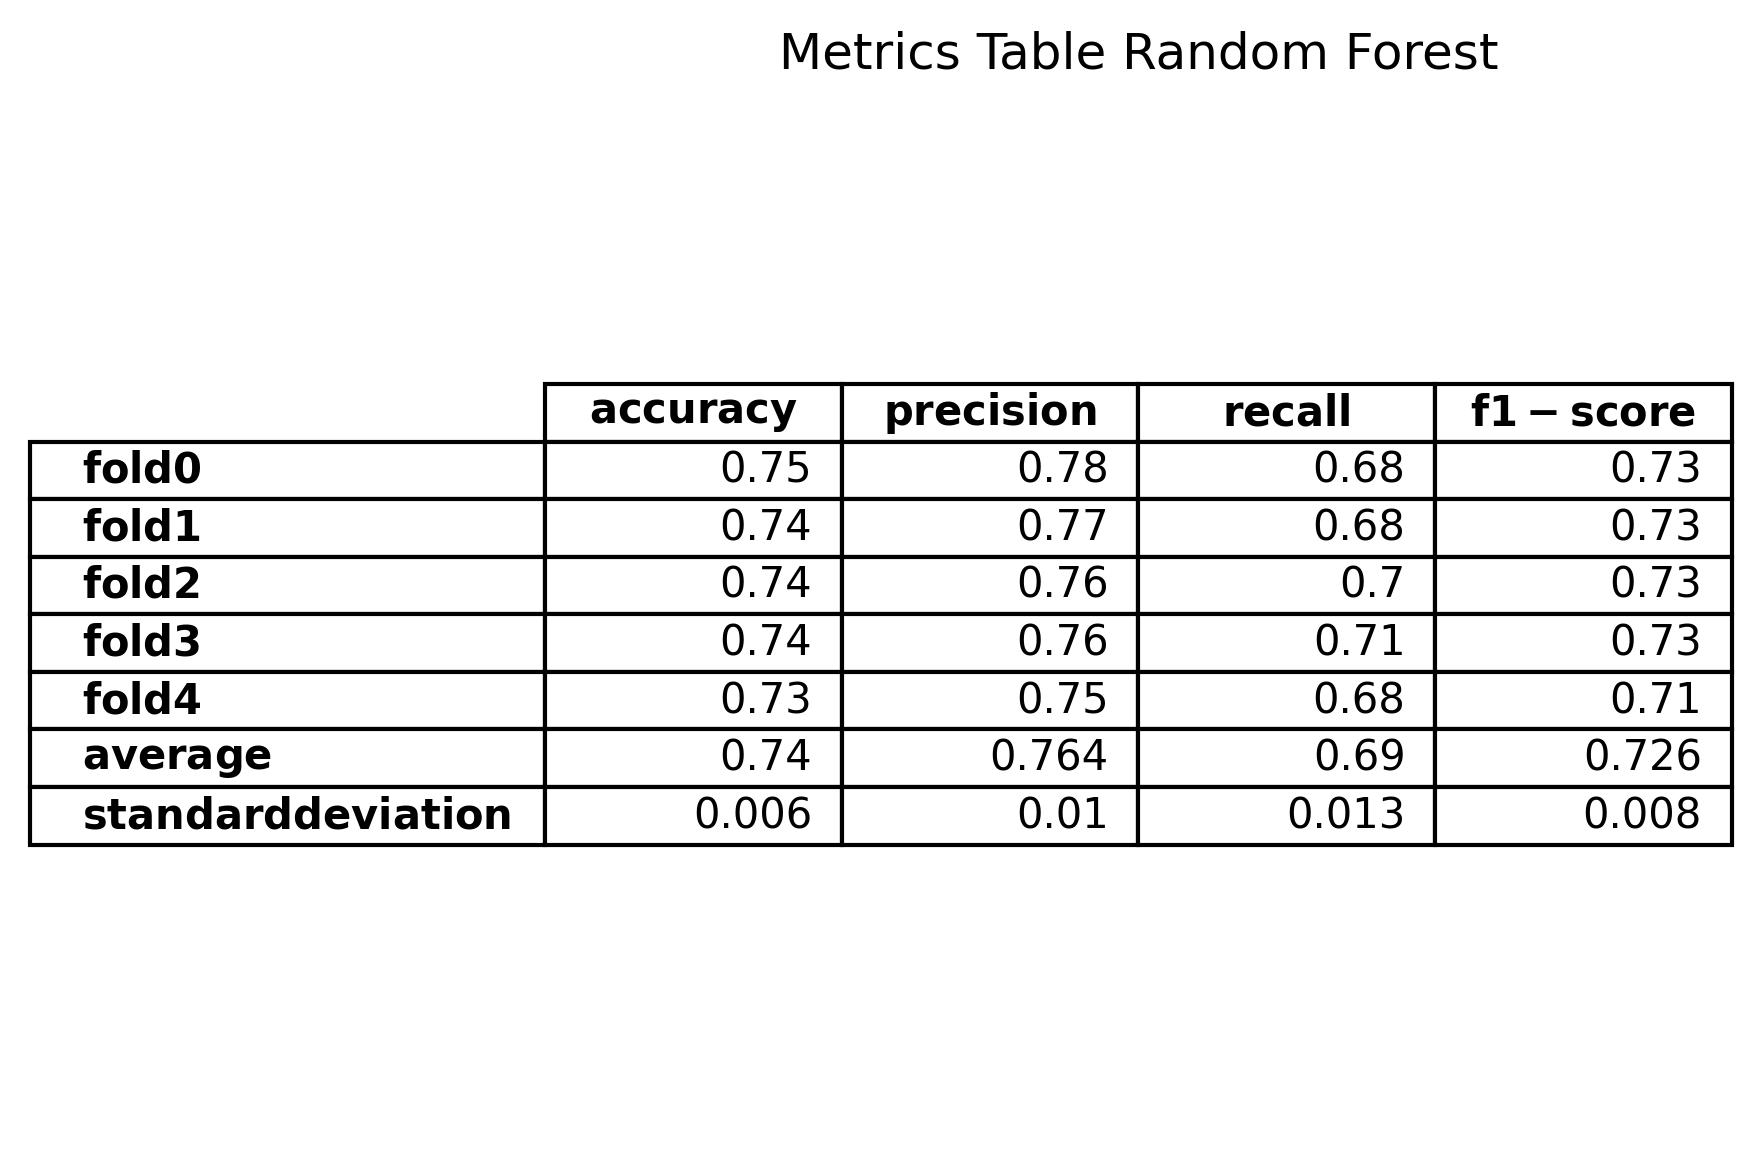 Metrics Table Random Forest
accuracy precision recall f1 − score
fold0 0.75 0.78 0.68 0.73
fold1 0.74 0.77 0.68 0.73
fold2 0.74 0.76 0.7 0.73
fold3 0.74 0.76 0.71 0.73
fold4 0.73 0.75 0.68 0.71
average 0.74 0.764 0.69 0.726
standarddeviation 0.006 0.01 0.013 0.008